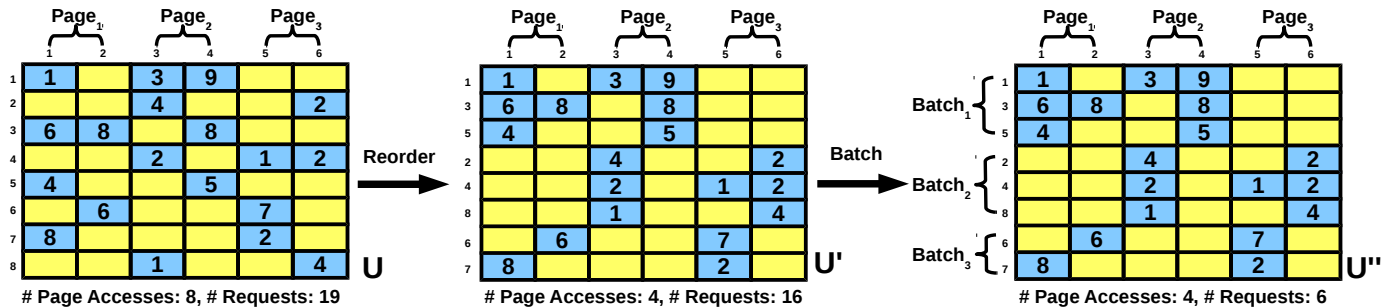 Page1 Page2 Page3
1 2 3 4 5 6
1 1 3 9
2 4 2
3 6 8 8
4 2 1 2
5 4 5
6 6 7
7 8 2
8 1 4
U
# Page Accesses: 8, # Requests: 19
Reorder
Page1 Page2 Page3
1 2 3 4 5 6
1 1 3 9
3 6 8 8
5 4 5
2 4 2
4 2 1 2
8 1 4
6 6 7
7 8 2
U'
# Page Accesses: 4, # Requests: 16
Batch
Page1 Page2 Page3
1 2 3 4 5 6
Batch1
1 1 3 9
3 6 8 8
5 4 5
Batch2
2 4 2
4 2 1 2
8 1 4
Batch3
6 6 7
7 8 2
U''
# Page Accesses: 4, # Requests: 6